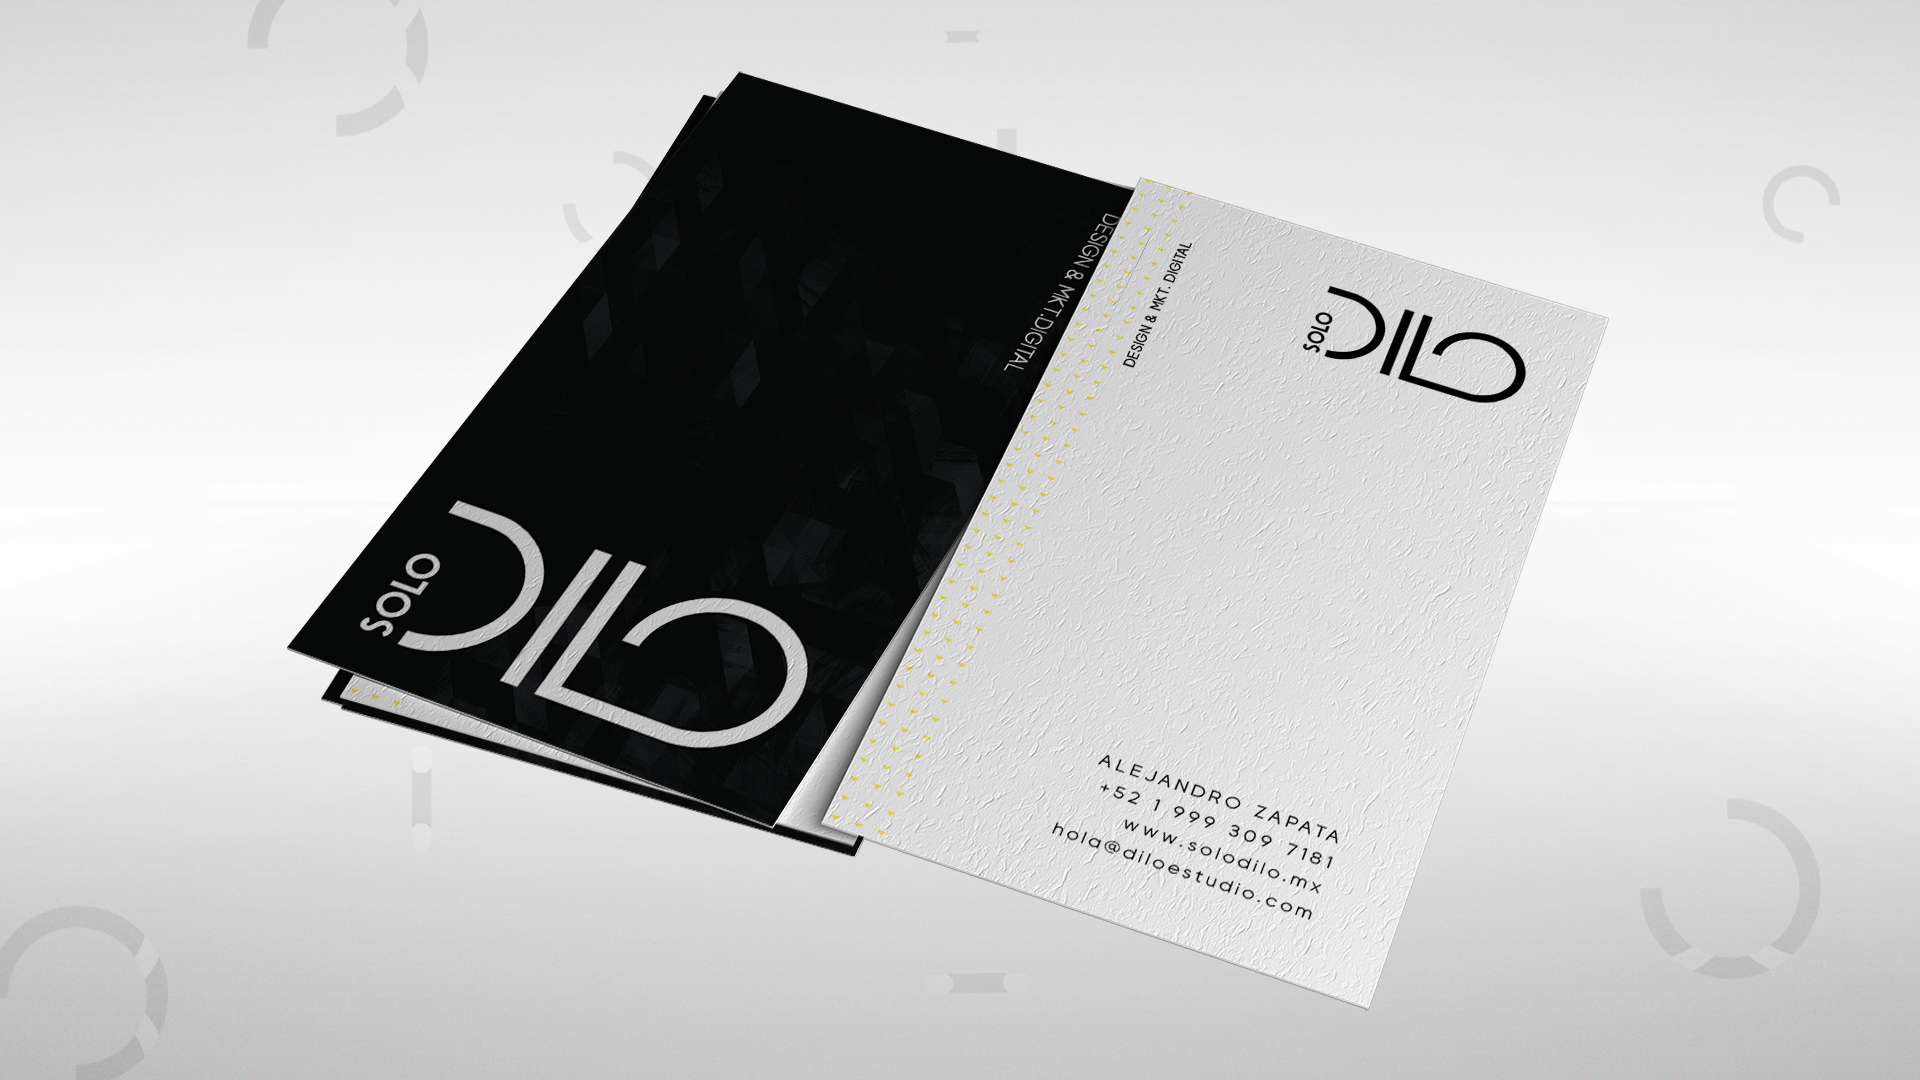 DESIGN & MKT.DIGITAL
SOLO
DILO
DESIGN & MKT. DIGITAL
SOLO
DILO
ALEJANDRO ZAPATA
+52 1 999 309 7181
www.solodilo.mx
hola@diloestudio.com